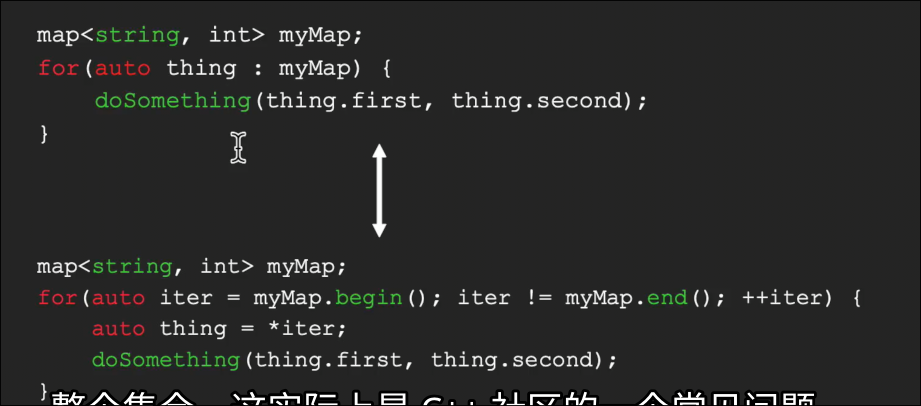 map<string, int> myMap;
for(auto thing : myMap) {
    doSomething(thing.first, thing.second);
}
map<string, int> myMap;
for(auto iter = myMap.begin(); iter != myMap.end(); ++iter) {
    auto thing = *iter;
    doSomething(thing.first, thing.second);
}
整个集合 这实际上是 C++ 社区的一个常见问题